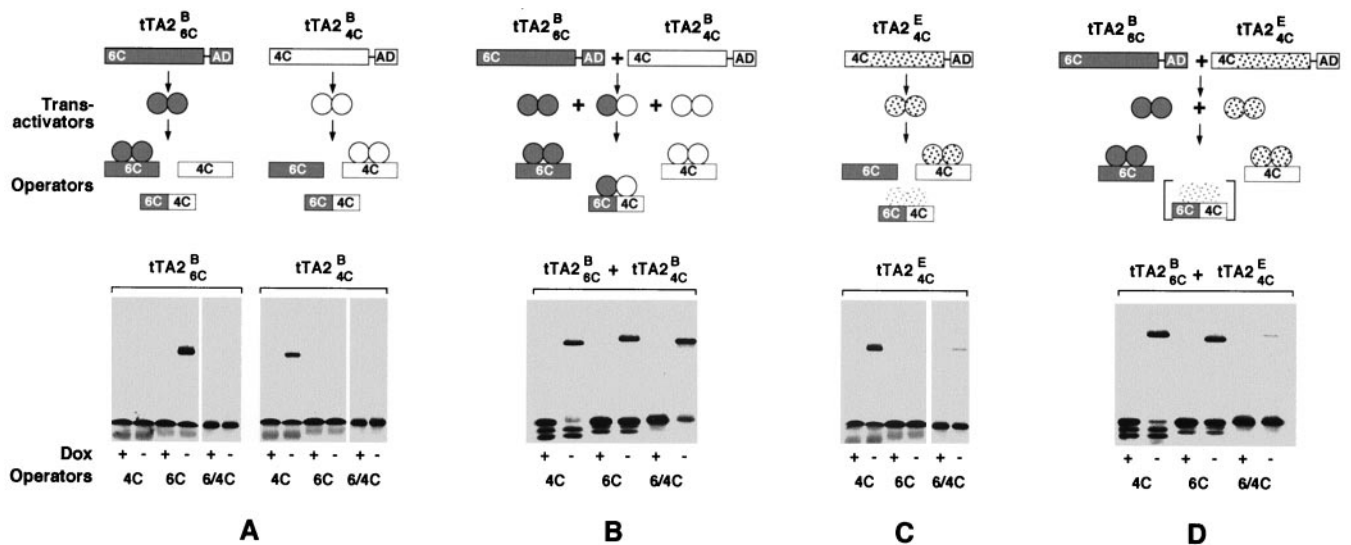 tTA2 B 6C
tTA2 B 4C
tTA2 B 6C
tTA2 B 4C
tTA2 E 4C
tTA2 B 6C
tTA2 E 4C
6C AD
4C AD
6C AD + 4C AD
4C AD
6C AD + 4C AD
Trans-
activators
+ +
+
Operators
6C 4C
6C 4C
6C 4C
6C 4C
6C 4C
6C 4C
6C 4C
6C 4C
6C 4C
6C 4C
tTA2 B 6C
tTA2 B 4C
tTA2 B 6C + tTA2 B 4C
tTA2 E 4C
tTA2 B 6C + tTA2 E 4C
Dox + - + - + - + - + - + - + - + - + - + - + - + - + - + - + -
Operators 4C 6C 6/4C 4C 6C 6/4C 4C 6C 6/4C 4C 6C 6/4C 4C 6C 6/4C
A B C D